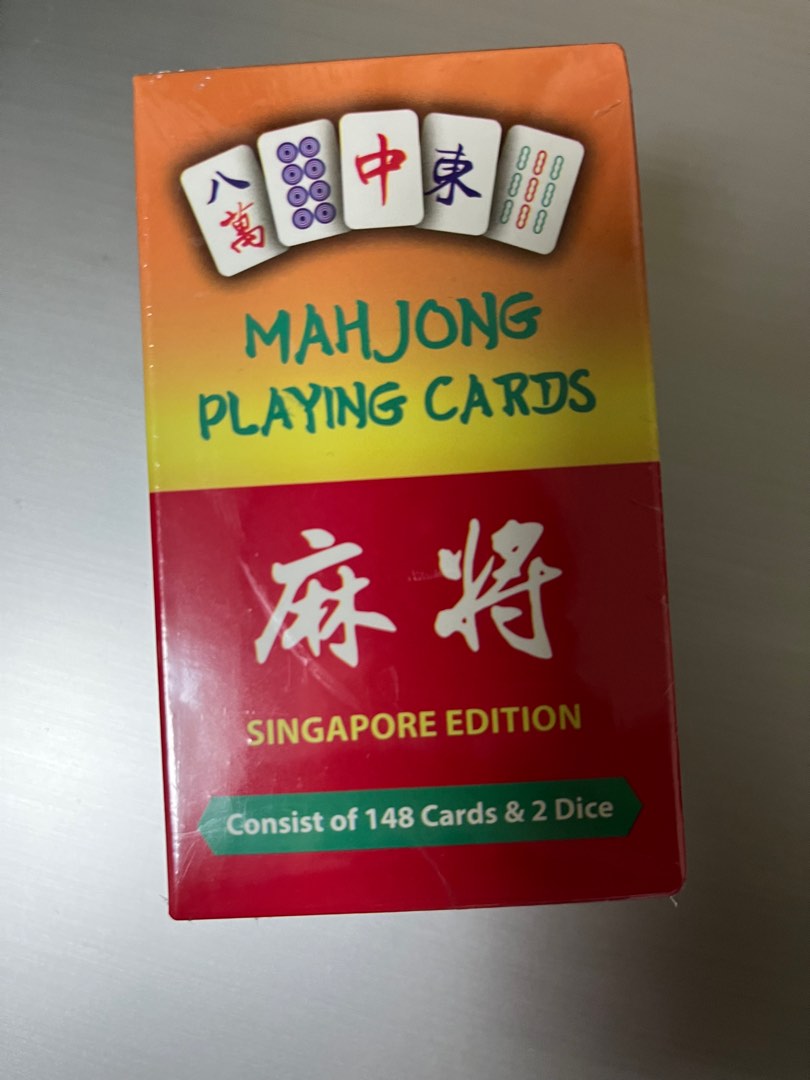 八萬 中 東
MAHJONG
PLAYING CARDS
麻將
SINGAPORE EDITION
Consist of 148 Cards & 2 Dice